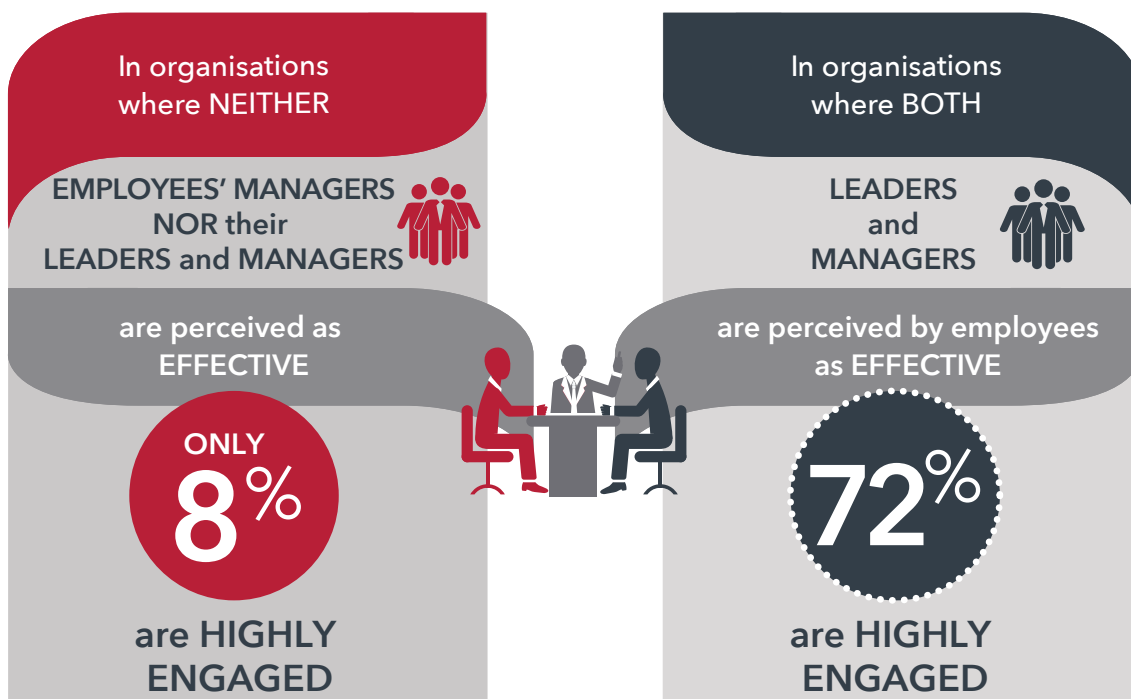 In organisations
where NEITHER
EMPLOYEES’ MANAGERS
NOR their
LEADERS and MANAGERS
are perceived as
EFFECTIVE
ONLY
8%
are HIGHLY
ENGAGED
In organisations
where BOTH
LEADERS
and
MANAGERS
are perceived by employees
as EFFECTIVE
72%
are HIGHLY
ENGAGED